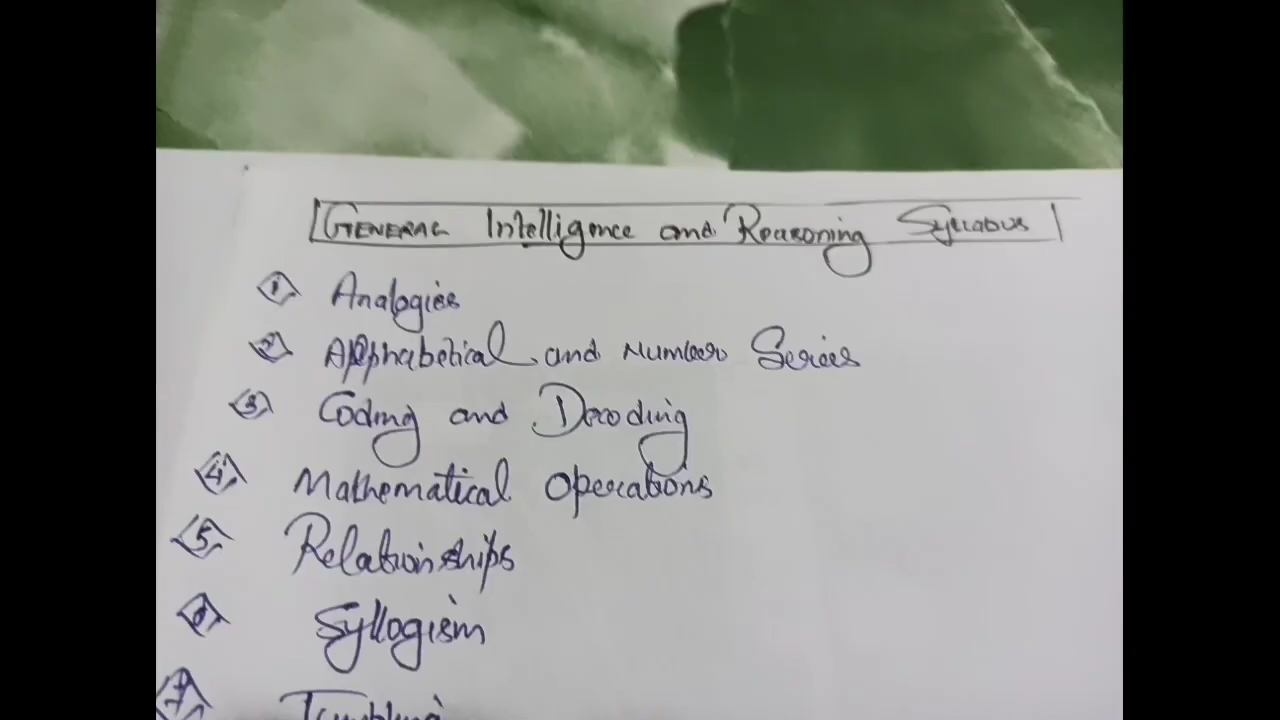 GENERAL Intelligence and Reasoning Syllabus
1 Analogies
2 Alphabetical and Number Series
3 Coding and Decoding
4 Mathematical Operations
5 Relationships
6 Syllogism
7